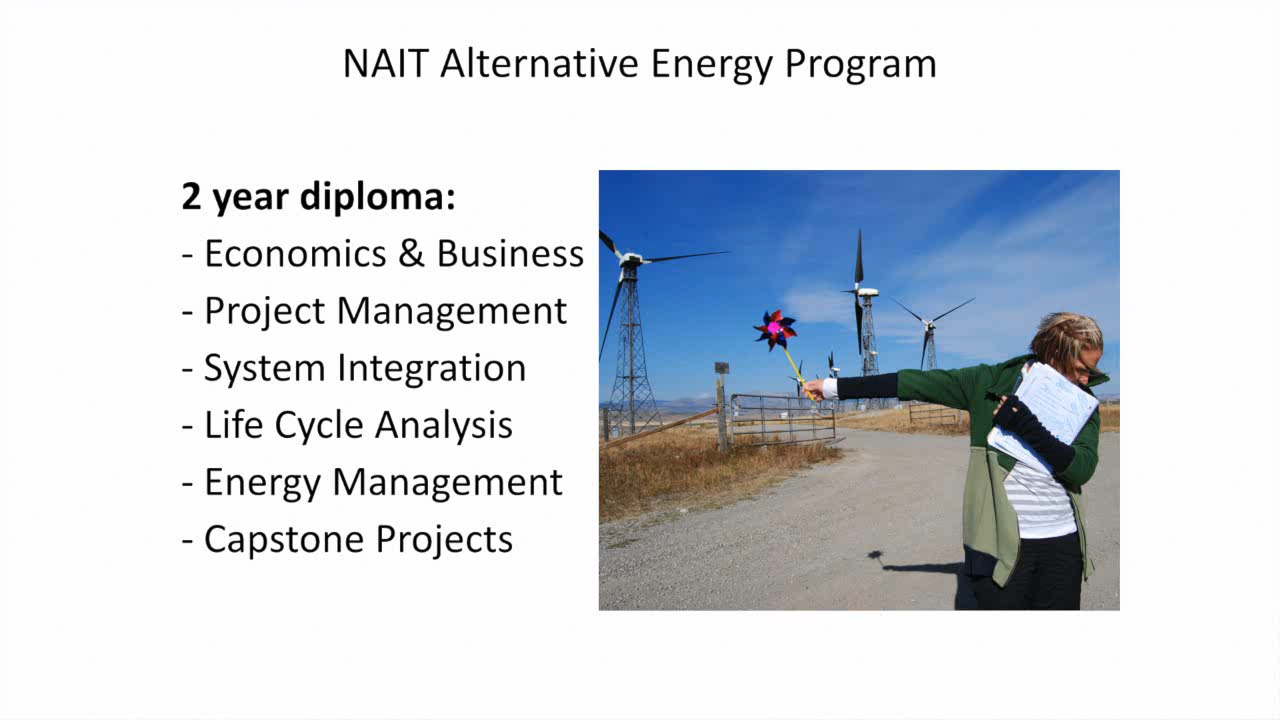 NAIT Alternative Energy Program
2 year diploma:
- Economics & Business
- Project Management
- System Integration
- Life Cycle Analysis
- Energy Management
- Capstone Projects